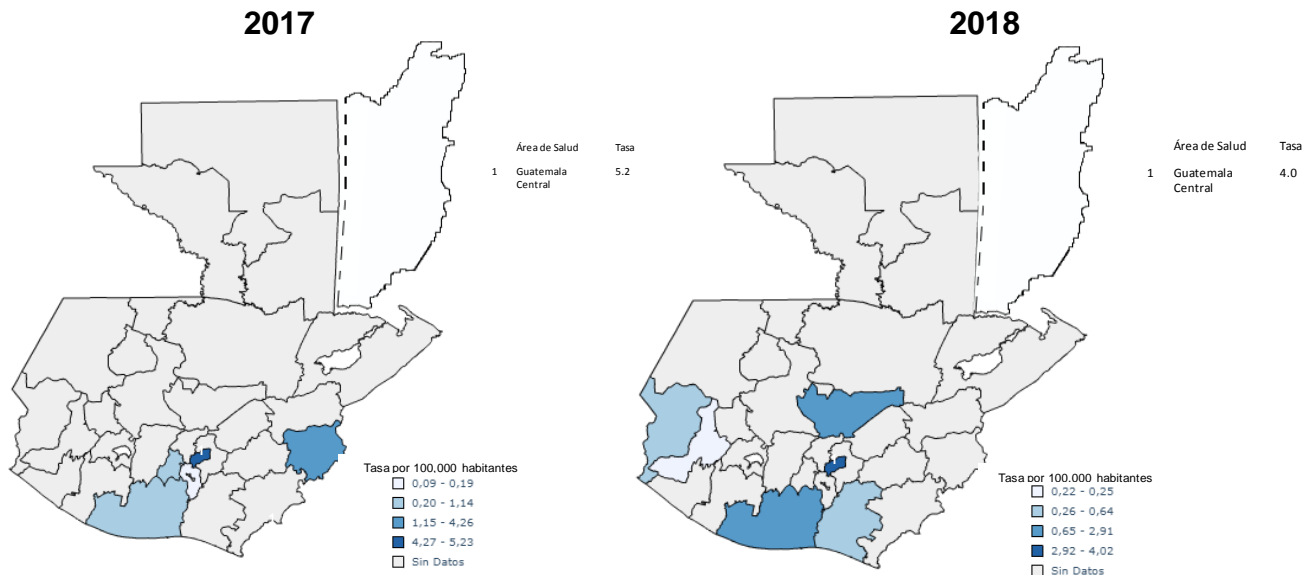 2017
Área de Salud Tasa
1 Guatemala 5.2
Central
Tasa por 100,000 habitantes
0,09 - 0,19
0,20 - 1,14
1,15 - 4,26
4,27 - 5,23
Sin Datos
2018
Área de Salud Tasa
1 Guatemala 4.0
Central
Tasa por 100.000 habitantes
0,22 - 0,25
0,26 - 0,64
0,65 - 2,91
2,92 - 4,02
Sin Datos